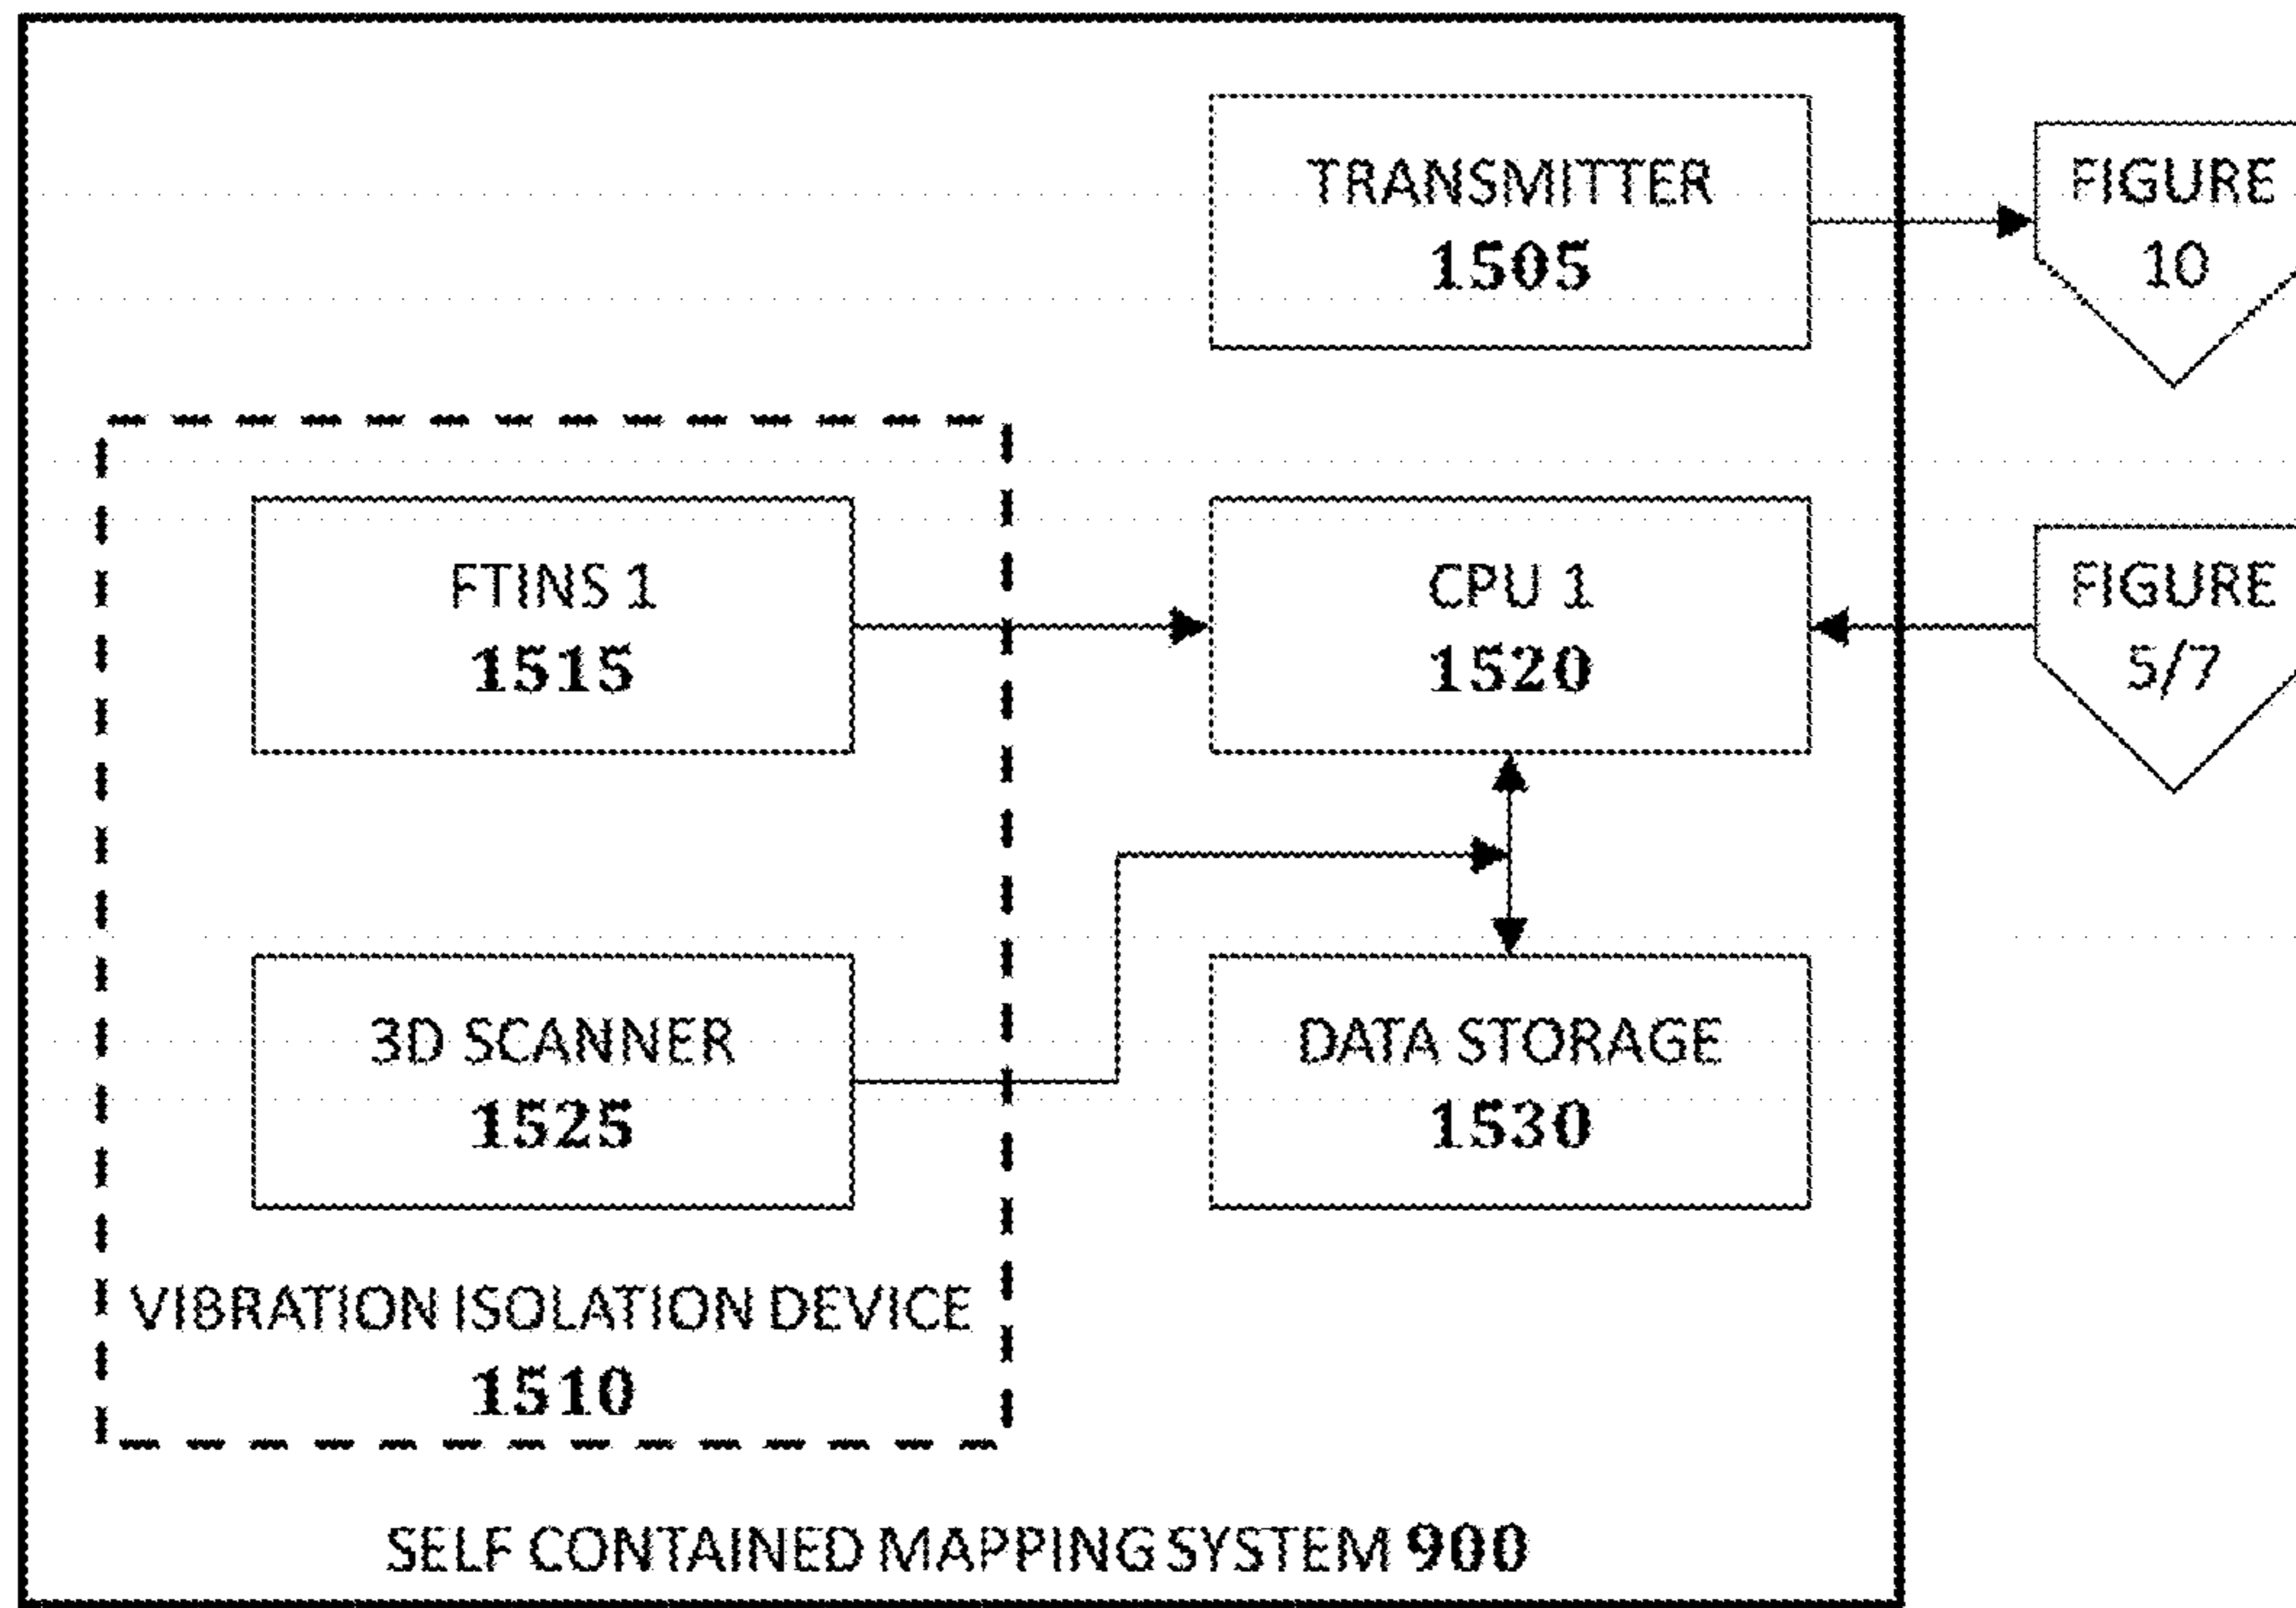 TRANSMITTER
1505
FIGURE
10
FTINS 1
1515
CPU 1
1520
FIGURE
5/7
3D SCANNER
1525
DATA STORAGE
1530
VIBRATION ISOLATION DEVICE
1510
SELF CONTAINED MAPPING SYSTEM 900